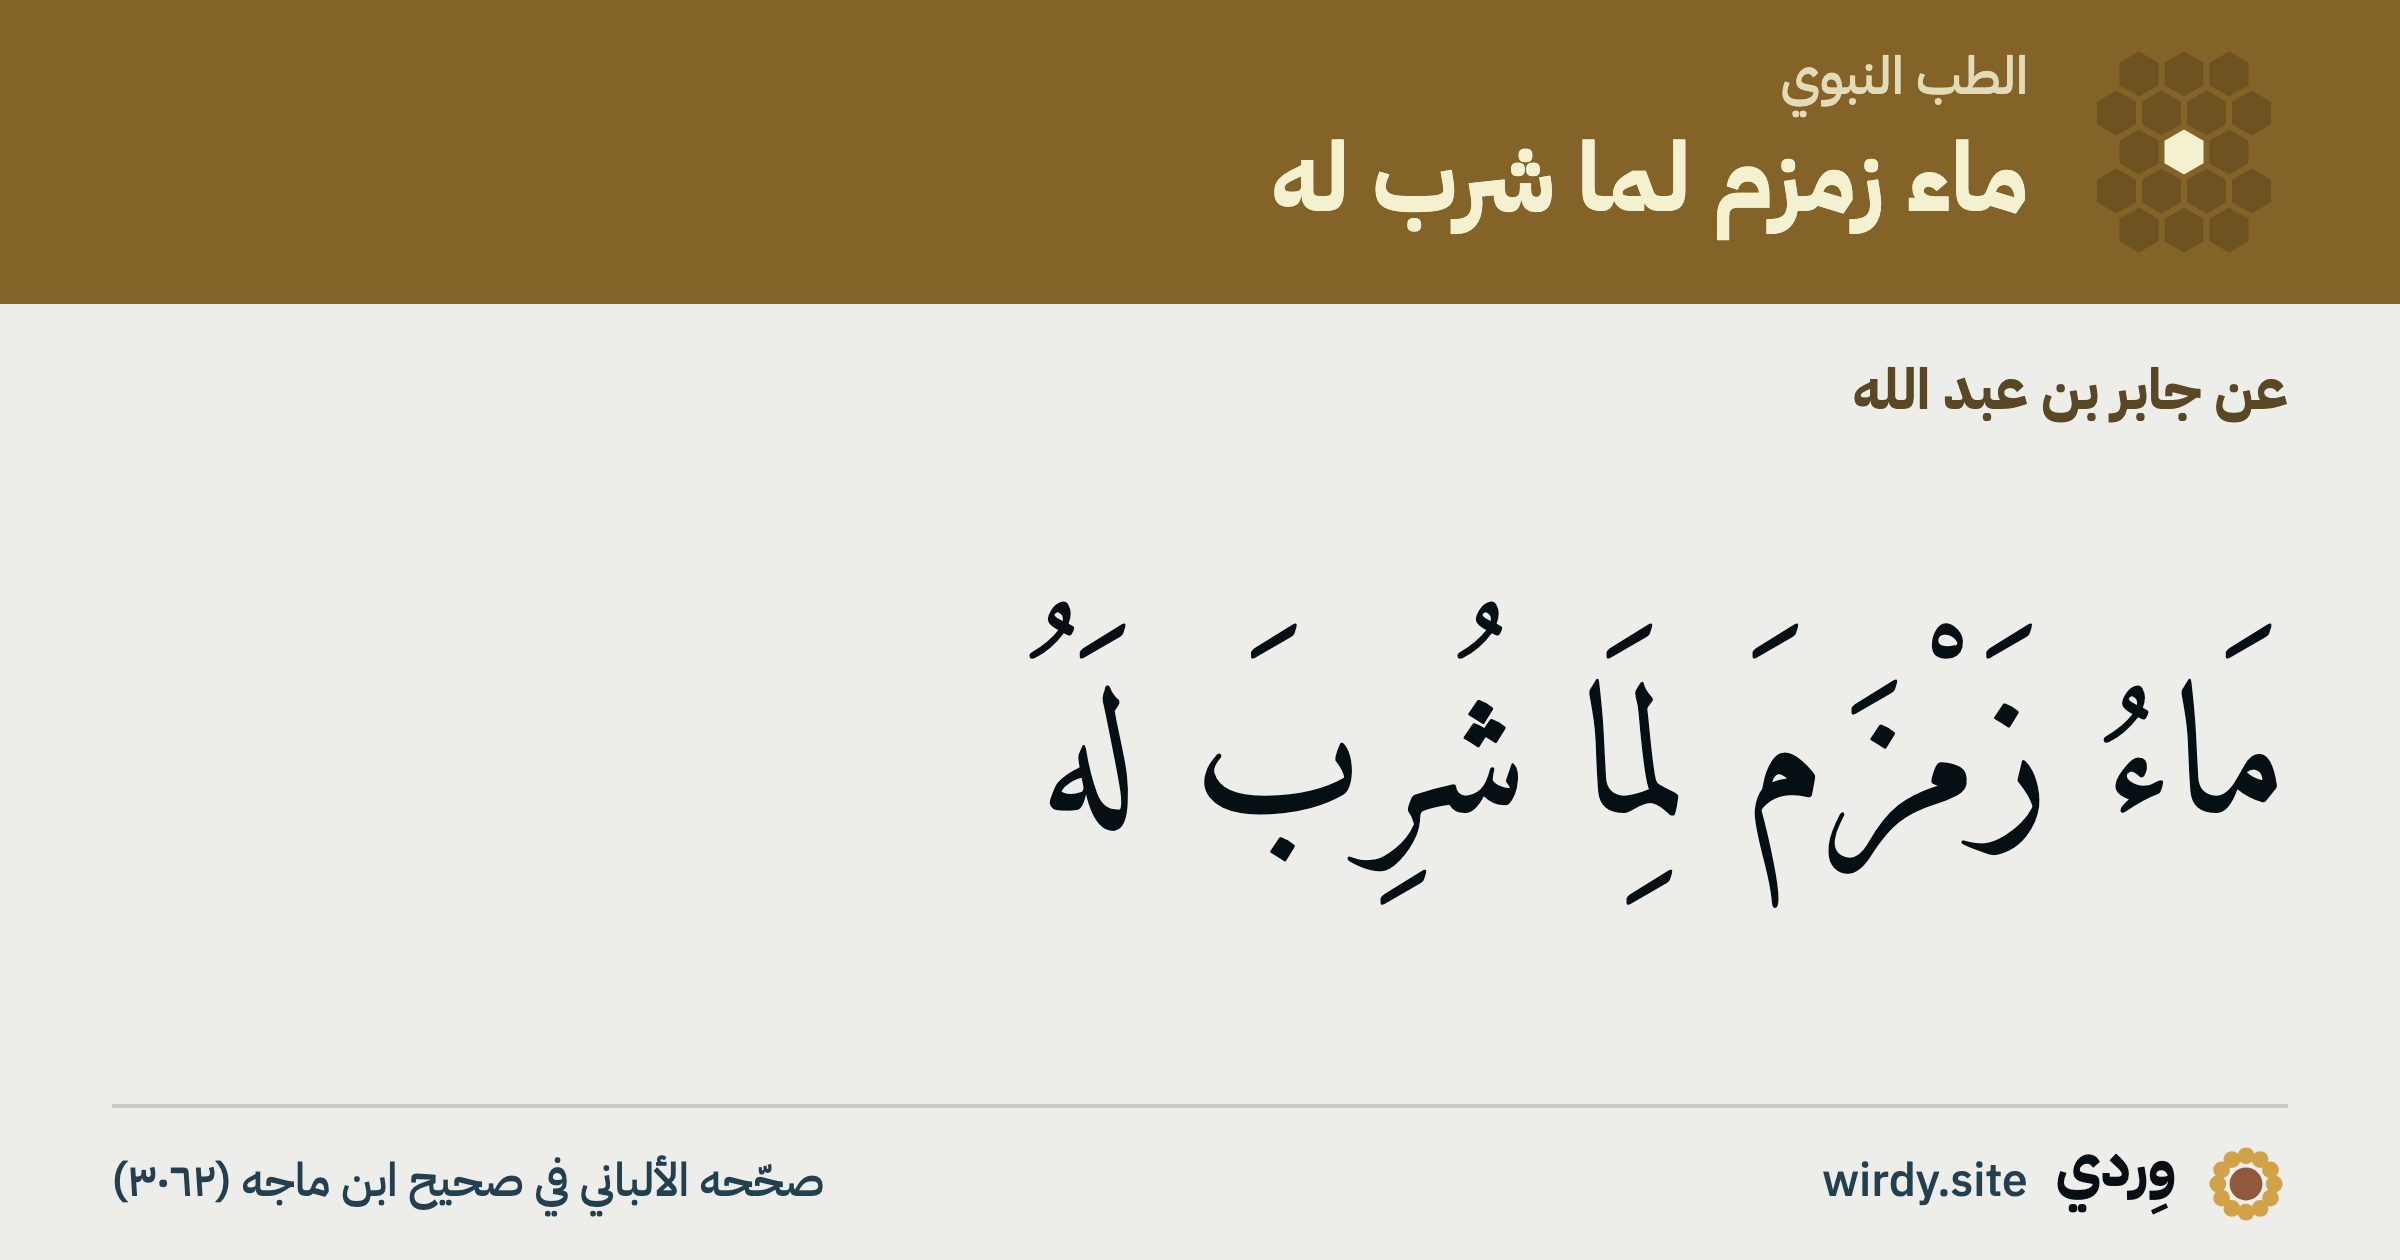 الطب النبوي
ماء زمزم لما شرب له
عن جابر بن عبد الله
مَاءُ زَمْزَمَ لِمَا شُرِبَ لَهُ
وِردي wirdy.site
صحّحه الألباني في صحيح ابن ماجه (٣٠٦٢)